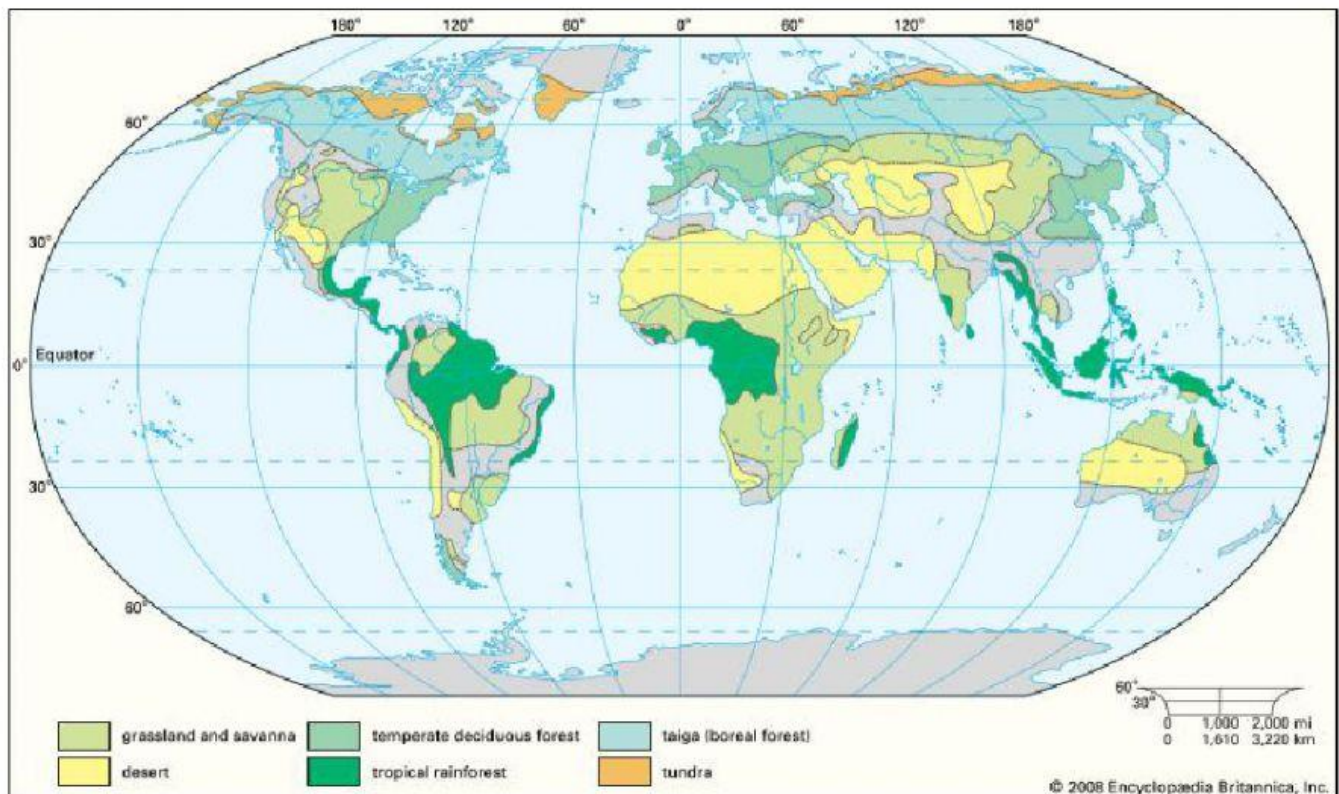 180° 120° 60° 0° 60° 120° 180°
60°
30°
Equator
0°
30°
60°
60°
30°
0 1,000 2,000 mi
0 1,610 3,220 km
grassland and savanna temperate deciduous forest taiga (boreal forest)
desert tropical rainforest tundra
© 2008 Encyclopædia Britannica, Inc.